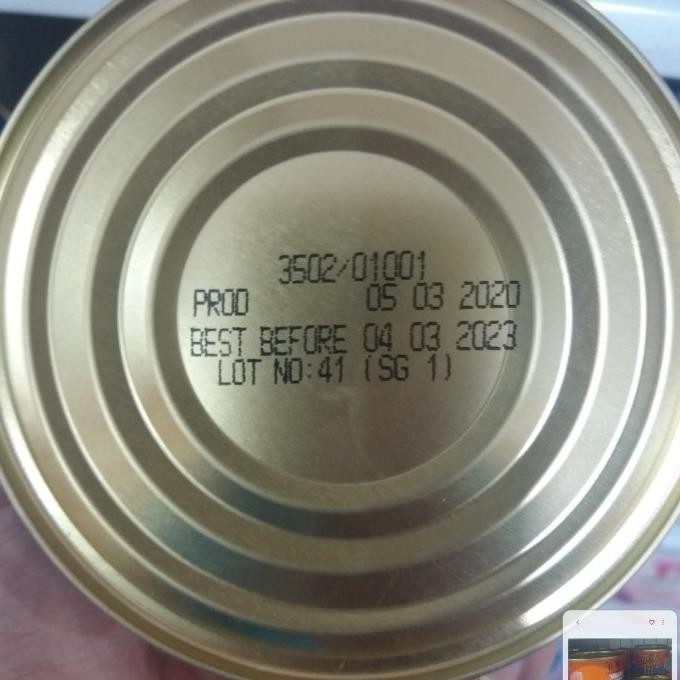 3502/01001
PROD 05 03 2020
BEST BEFORE 04 03 2023
LOT NO:41 (SG 1)